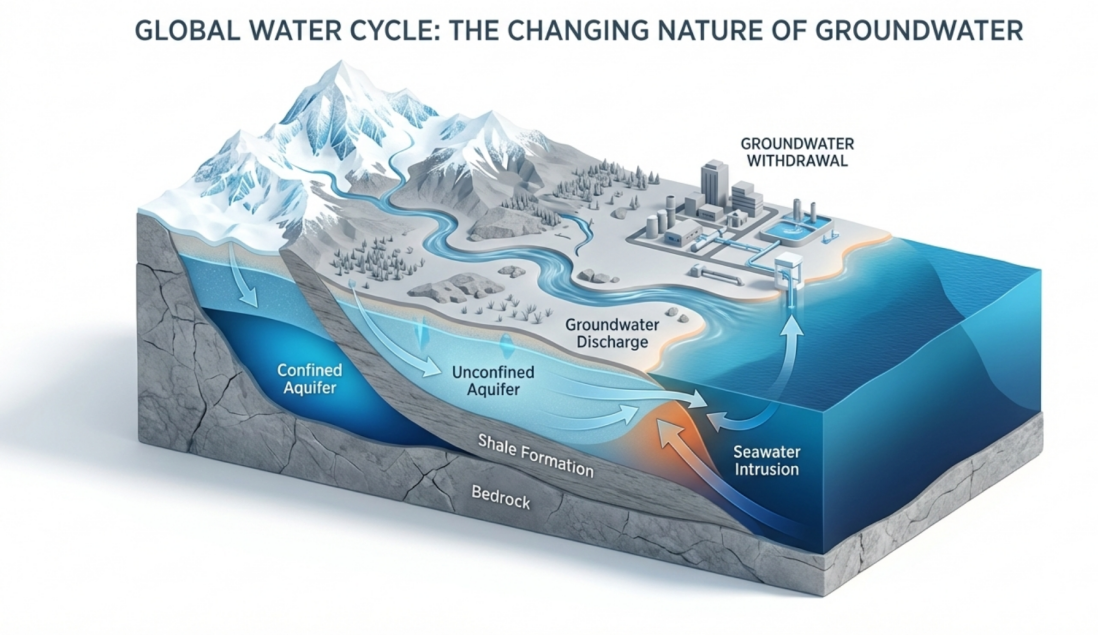 GLOBAL WATER CYCLE: THE CHANGING NATURE OF GROUNDWATER
GROUNDWATER
WITHDRAWAL
Groundwater
Discharge
Confined
Aquifer
Unconfined
Aquifer
Shale Formation
Seawater
Intrusion
Bedrock